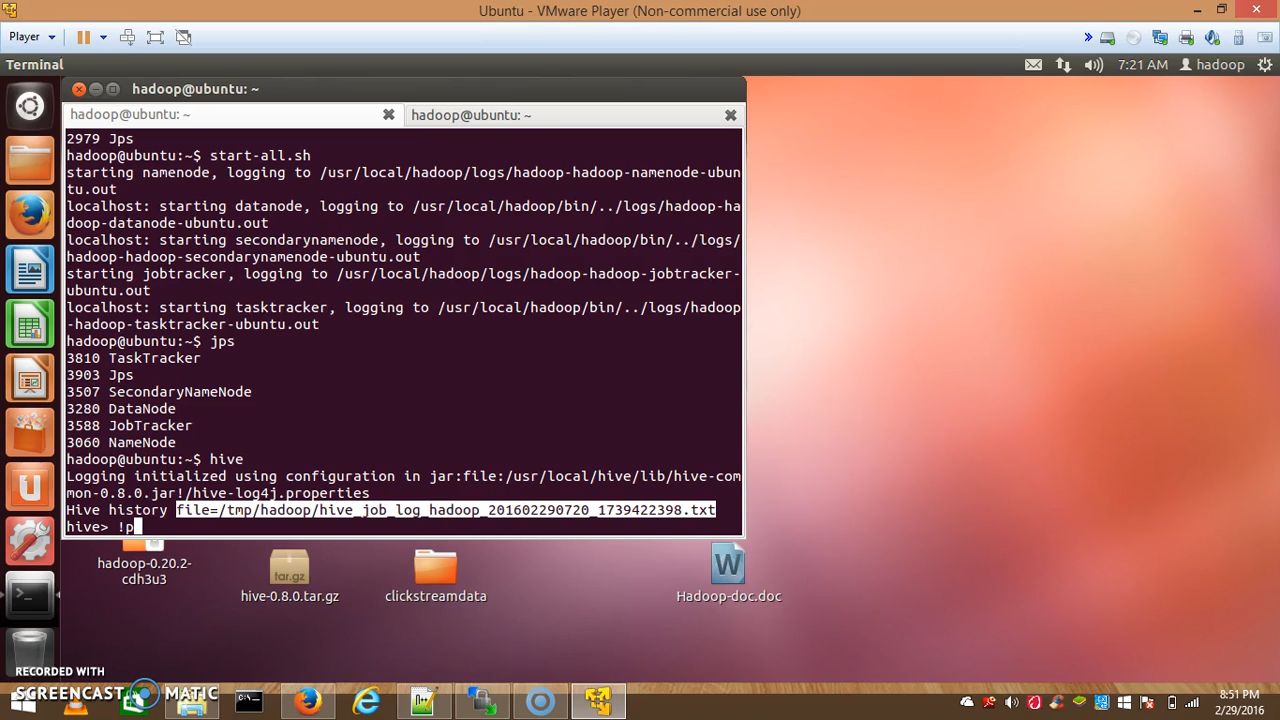 Ubuntu - VMware Player (Non-commercial use only)
Player
Terminal
7:21 AM
hadoop
hadoop@ubuntu: ~
hadoop@ubuntu: ~
hadoop@ubuntu: ~
2979 Jps
hadoop@ubuntu:~$ start-all.sh
starting namenode, logging to /usr/local/hadoop/logs/hadoop-hadoop-namenode-ubun
tu.out
localhost: starting datanode, logging to /usr/local/hadoop/bin/../logs/hadoop-ha
doop-datanode-ubuntu.out
localhost: starting secondarynamenode, logging to /usr/local/hadoop/bin/../logs/
hadoop-hadoop-secondarynamenode-ubuntu.out
starting jobtracker, logging to /usr/local/hadoop/logs/hadoop-hadoop-jobtracker-
ubuntu.out
localhost: starting tasktracker, logging to /usr/local/hadoop/bin/../logs/hadoop
-hadoop-tasktracker-ubuntu.out
hadoop@ubuntu:~$ jps
3810 TaskTracker
3903 Jps
3507 SecondaryNameNode
3280 DataNode
3588 JobTracker
3060 NameNode
hadoop@ubuntu:~$ hive
Logging initialized using configuration in jar:file:/usr/local/hive/lib/hive-com
mon-0.8.0.jar!/hive-log4j.properties
Hive history file=/tmp/hadoop/hive_job_log_hadoop_201602290720_1739422398.txt
hive> !p
hadoop-0.20.2-
cdh3u3
tar.gz
hive-0.8.0.tar.gz
clickstreamdata
W
Hadoop-doc.doc
RECORDED WITH
SCREENCAST MATIC
8:51 PM
2/29/2016